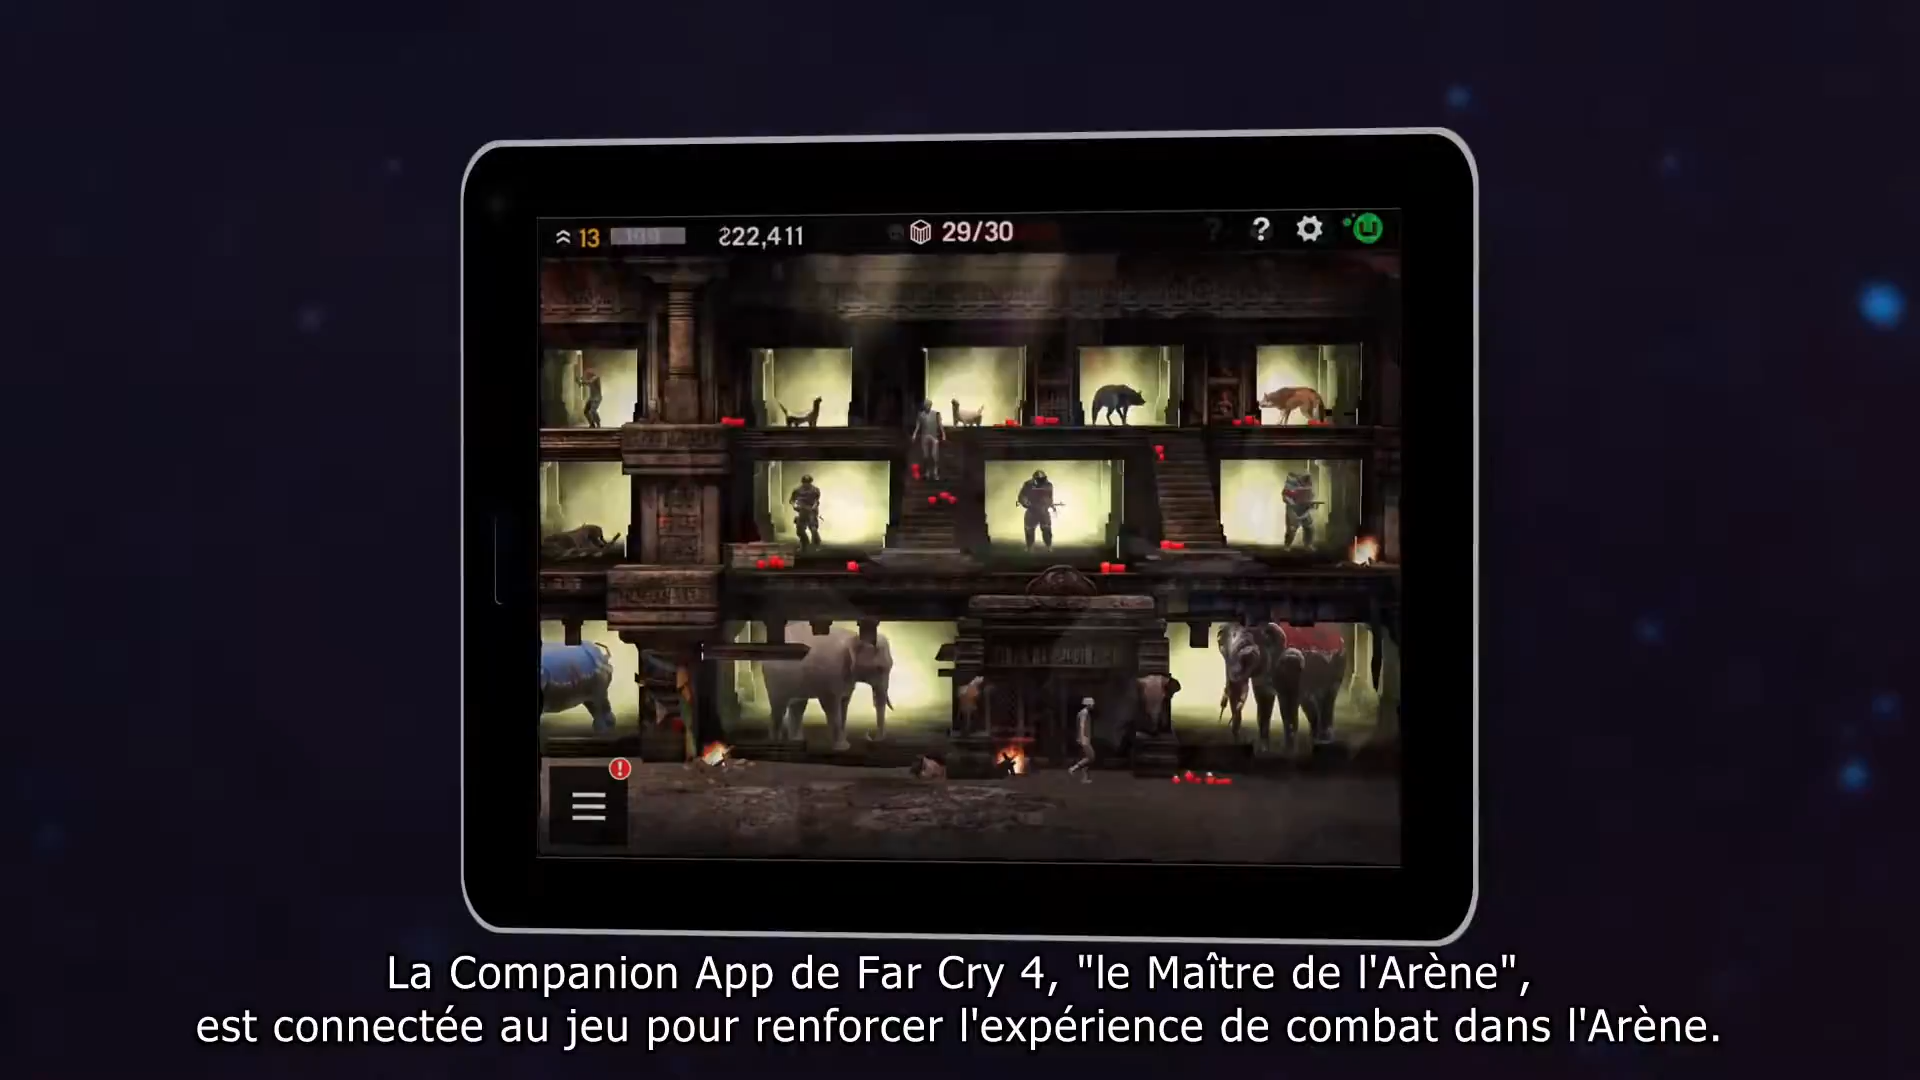 13 ₴22,411 29/30 ?
!
La Companion App de Far Cry 4, "le Maître de l'Arène",
est connectée au jeu pour renforcer l'expérience de combat dans l'Arène.